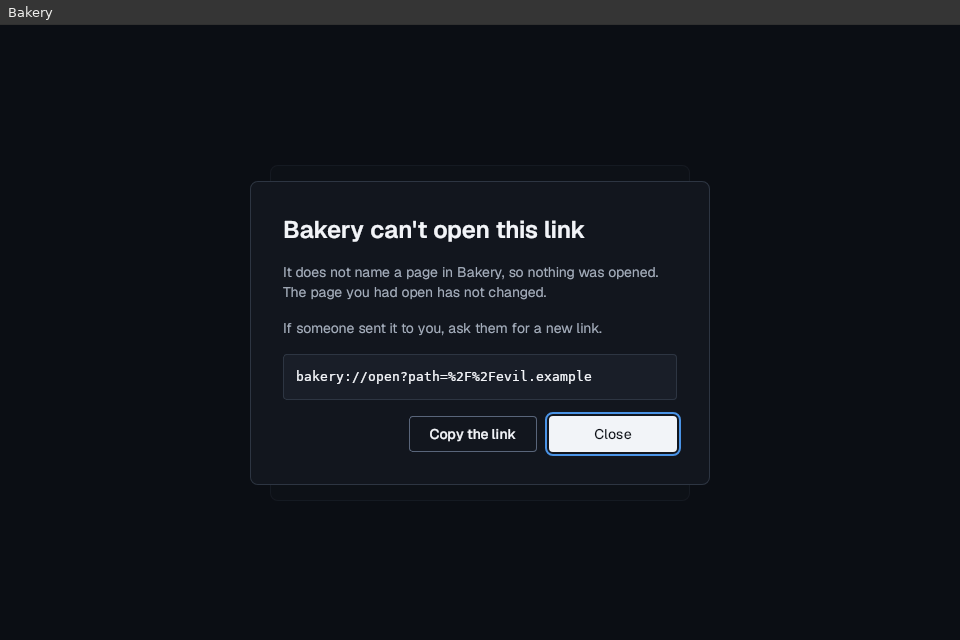 Bakery
Bakery can't open this link
It does not name a page in Bakery, so nothing was opened.
The page you had open has not changed.
If someone sent it to you, ask them for a new link.
bakery://open?path=%2F%2Fevil.example
Copy the link
Close